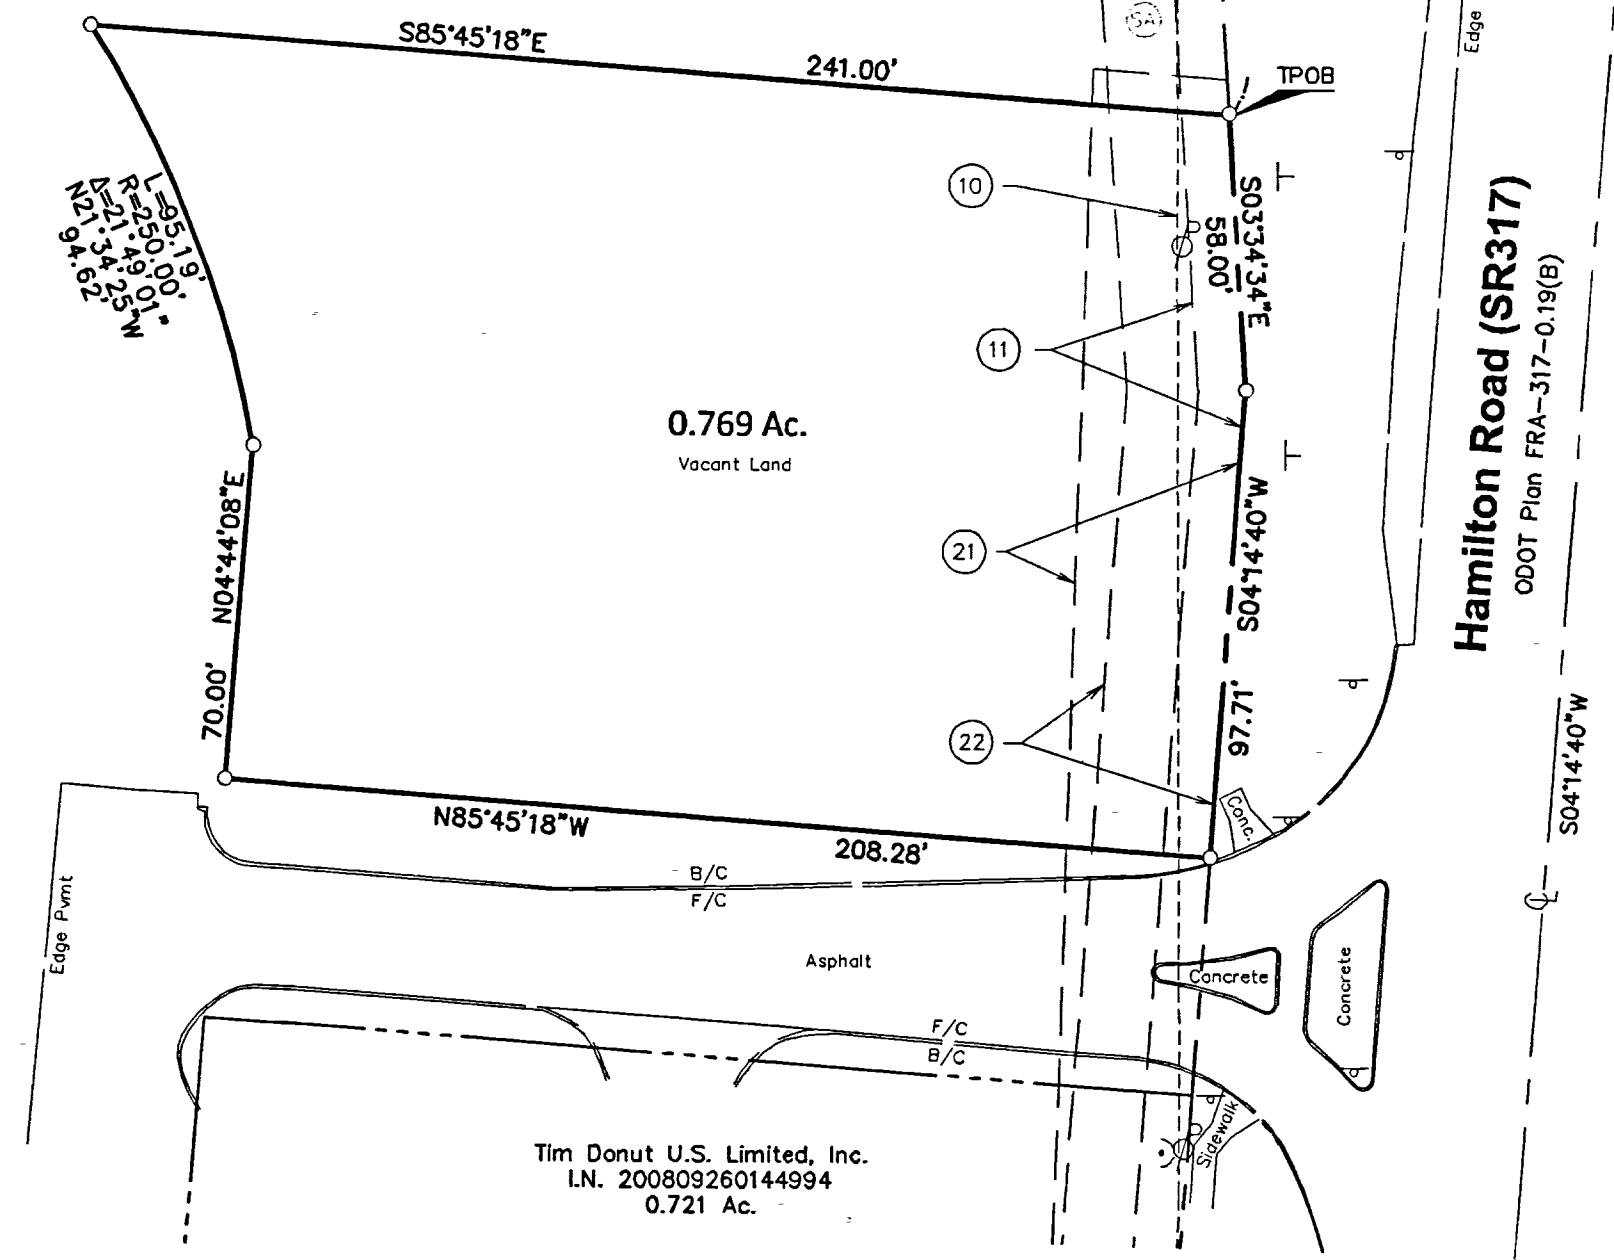 S85°45'18"E
241.00'
5A
Edge
TPOB
L=95.19'
R=250.00'
Δ=21°49'01"
N21°34'25"W
94.62'
10
S03°34'34"E
58.00'
11
0.769 Ac.
Vacant Land
21
22
N04°44'08"E
70.00'
S04°14'40"W
97.17'
Hamilton Road (SR317)
ODOT Plan FRA-317-0.19(B)
S04°14'40"W
N85°45'18"W
208.28'
Conc.
B/C
F/C
Edge Pvmt
Asphalt
Concrete
Concrete
F/C
B/C
Sidewalk
Tim Donut U.S. Limited, Inc.
I.N. 200809260144994
0.721 Ac.